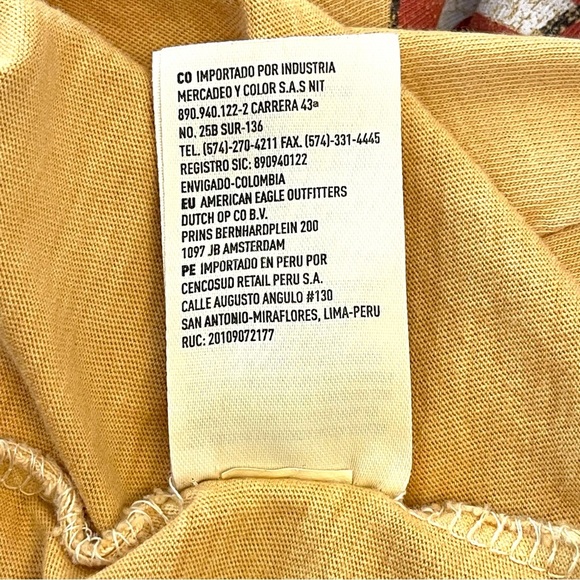 CO IMPORTADO POR INDUSTRIA
MERCADEO Y COLOR S.A.S NIT
890.940.122-2 CARRERA 43ª
NO. 25B SUR-136
TEL. (574)-270-4211 FAX. (574)-331-4445
REGISTRO SIC: 890940122
ENVIGADO-COLOMBIA
EU AMERICAN EAGLE OUTFITTERS
DUTCH OP CO B.V.
PRINS BERNHARDPLEIN 200
1097 JB AMSTERDAM
PE IMPORTADO EN PERU POR
CENCOSUD RETAIL PERU S.A.
CALLE AUGUSTO ANGULO #130
SAN ANTONIO-MIRAFLORES, LIMA-PERU
RUC: 20109072177